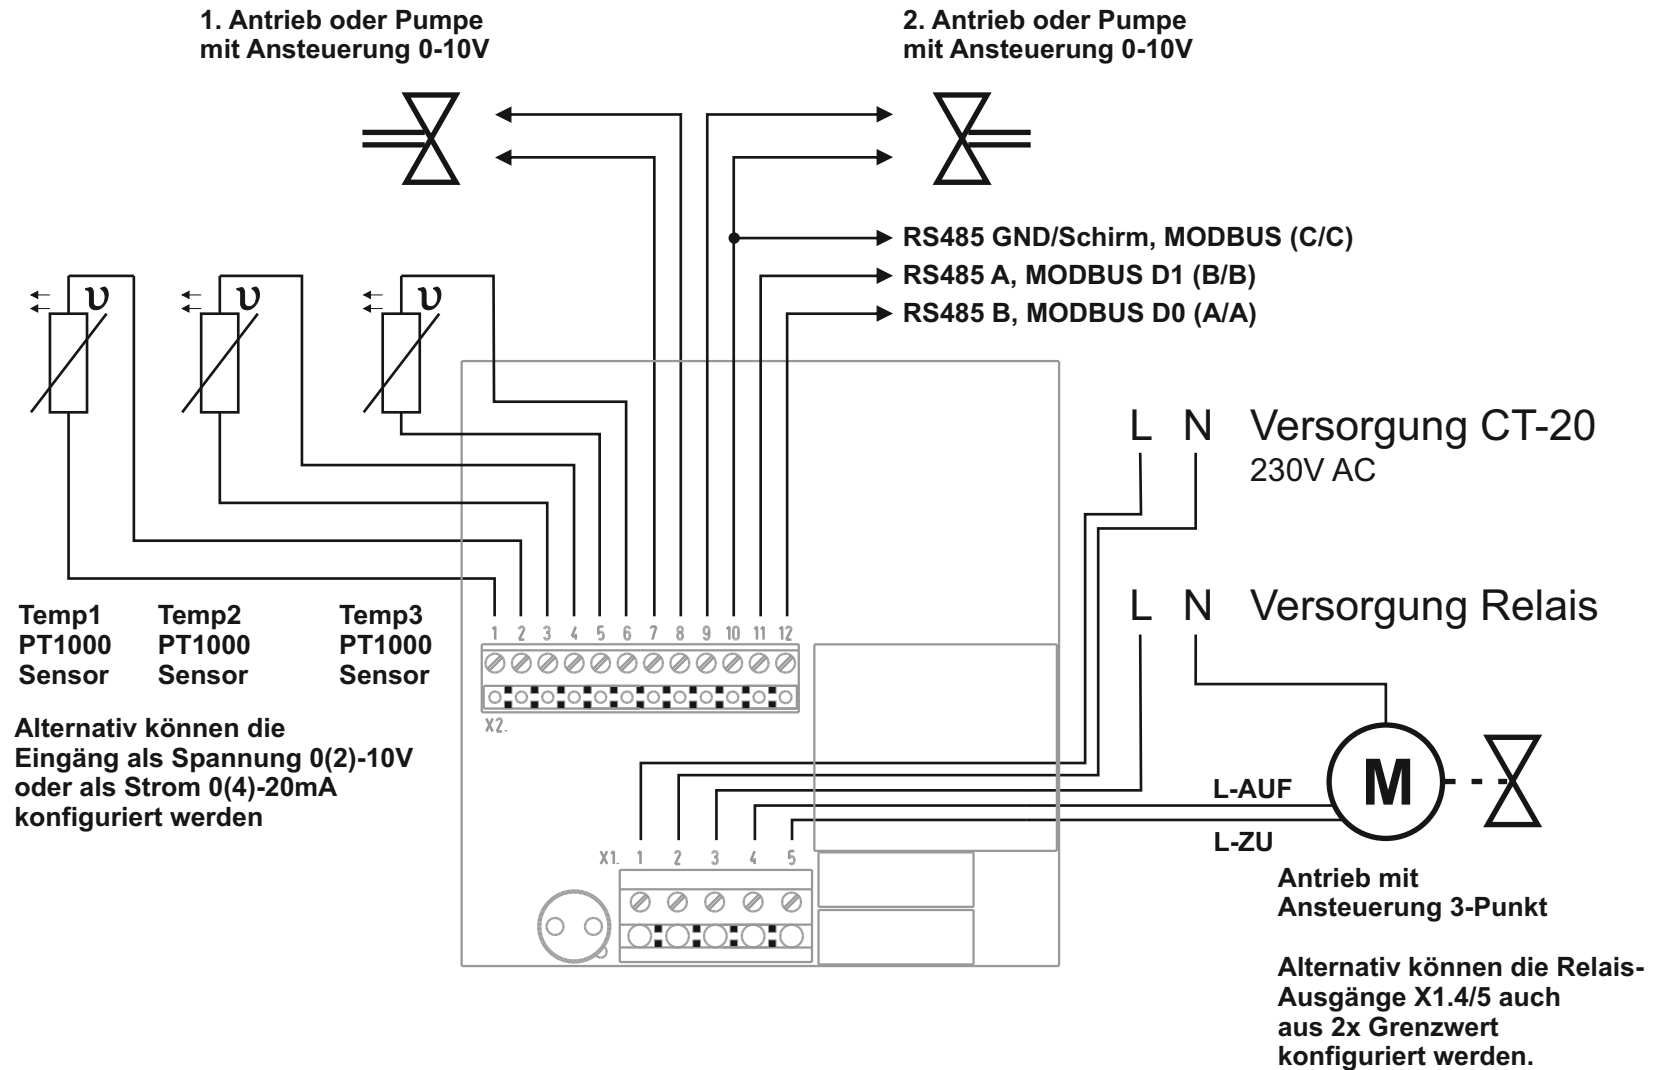 1. Antrieb oder Pumpe
mit Ansteuerung 0-10V
2. Antrieb oder Pumpe
mit Ansteuerung 0-10V
RS485 GND/Schirm, MODBUS (C/C)
RS485 A, MODBUS D1 (B/B)
RS485 B, MODBUS D0 (A/A)
υ υ υ
L N Versorgung CT-20
230V AC
L N Versorgung Relais
Temp1
PT1000
Sensor
Temp2
PT1000
Sensor
Temp3
PT1000
Sensor
1 2 3 4 5 6 7 8 9 10 11 12
X2.
Alternativ können die
Eingäng als Spannung 0(2)-10V
oder als Strom 0(4)-20mA
konfiguriert werden
M
L-AUF
L-ZU
X1. 1 2 3 4 5
Antrieb mit
Ansteuerung 3-Punkt
Alternativ können die Relais-
Ausgänge X1.4/5 auch
aus 2x Grenzwert
konfiguriert werden.